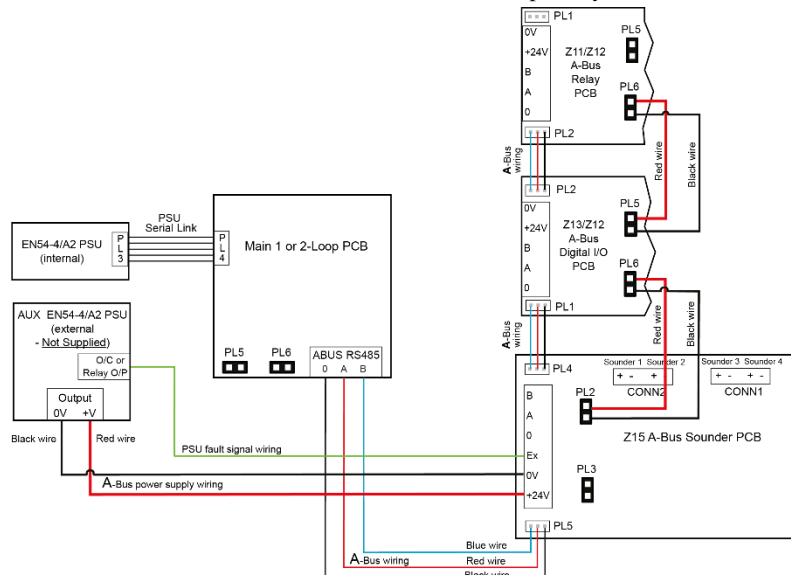 PL1
0V
+24V
B
A
0
Z11/Z12
A-Bus
Relay
PCB
PL5
PL6
PL2
A-Bus
wiring
Red wire
Black wire
PL2
0V
+24V
B
A
0
Z13/Z12
A-Bus
Digital I/O
PCB
PL5
PL6
PL1
A-Bus
wiring
Red wire
Black wire
PSU
Serial Link
EN54-4/A2 PSU
(internal)
PL3
PL4
Main 1 or 2-Loop PCB
PL5
PL6
ABUS RS485
0 A B
AUX EN54-4/A2 PSU
(external
- Not Supplied)
O/C or
Relay O/P
Output
0V +V
Black wire
Red wire
PSU fault signal wiring
A-Bus power supply wiring
PL4
B
A
0
Ex
0V
+24V
PL2
PL3
Sounder 1 Sounder 2
+ - +
CONN2
Sounder 3 Sounder 4
+ - + -
CONN1
Z15 A-Bus Sounder PCB
PL5
Blue wire
A-Bus wiring
Red wire
Black wire